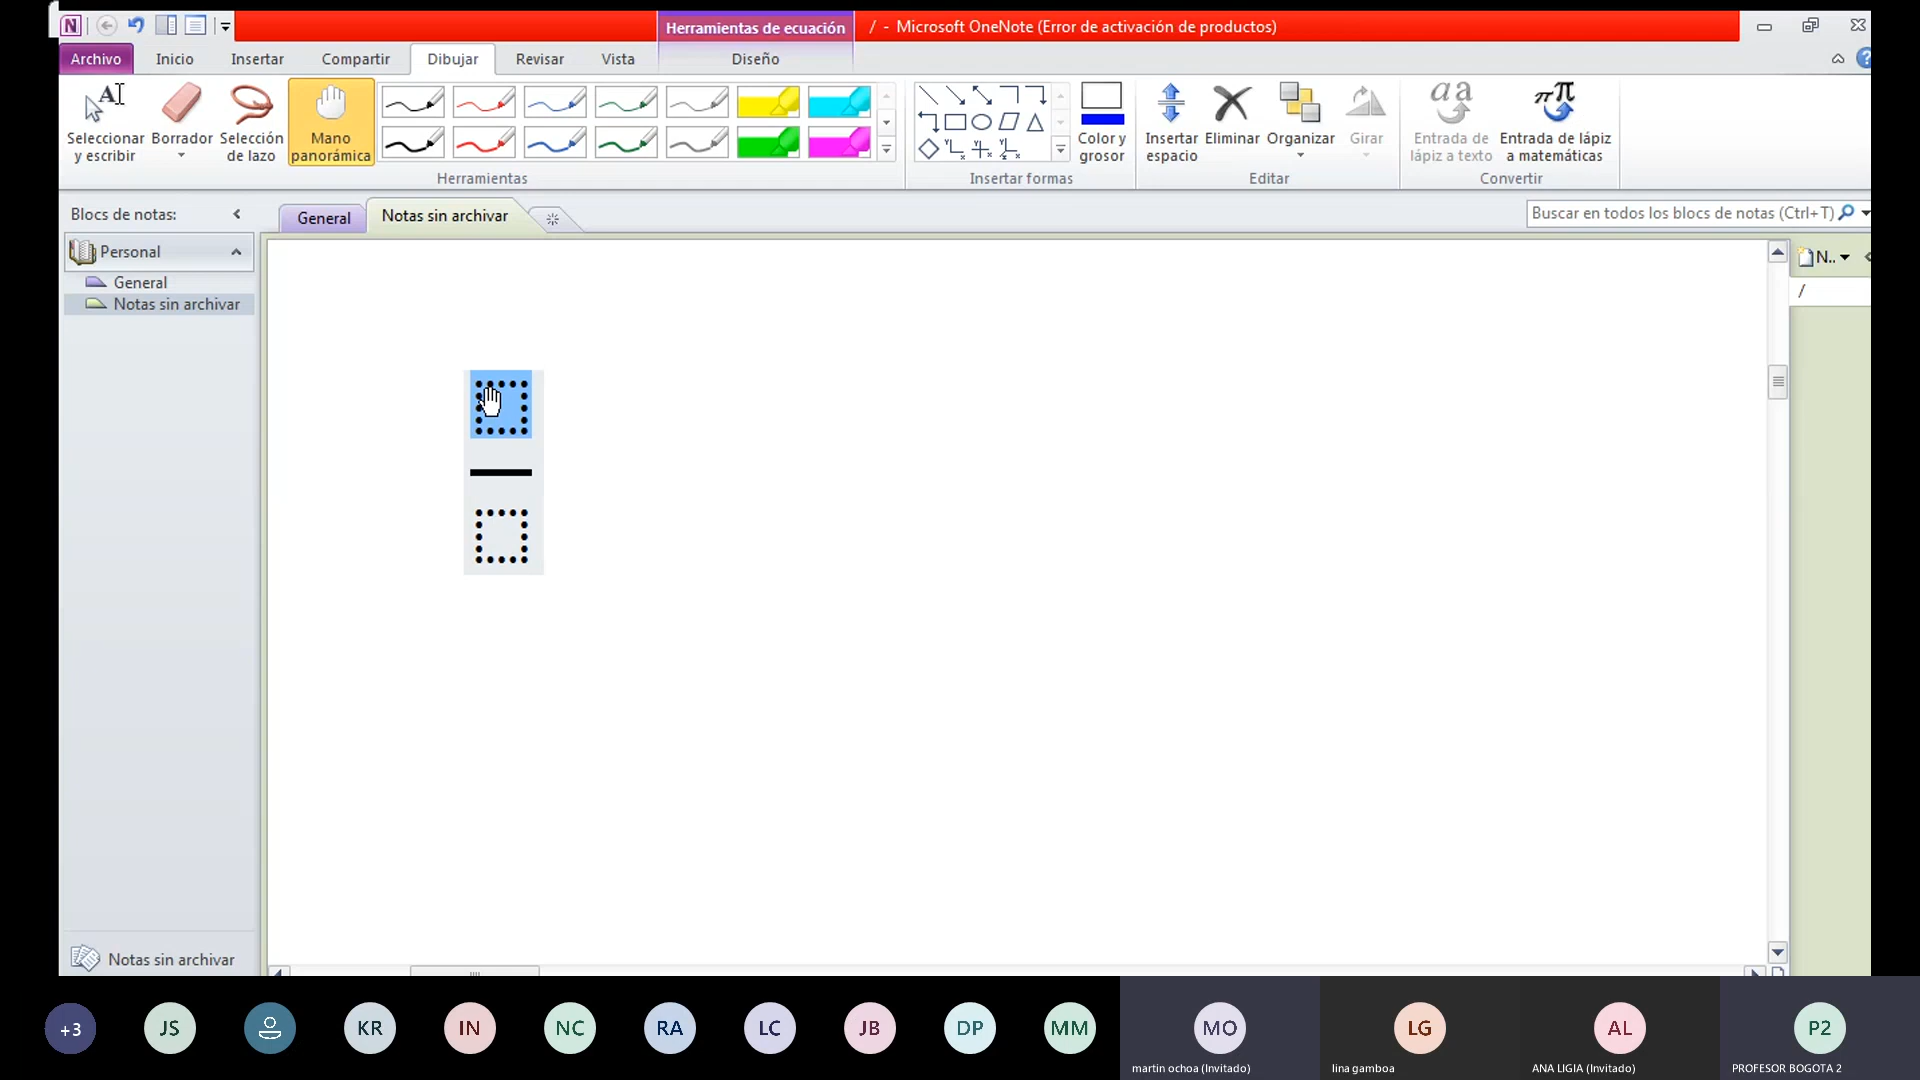 Herramientas de ecuación
/ - Microsoft OneNote (Error de activación de productos)
Archivo Inicio Insertar Compartir Dibujar Revisar Vista Diseño
Seleccionar y escribir
Borrador
Selección de lazo
Mano panorámica
Herramientas
Insertar formas
Color y grosor
Insertar espacio
Eliminar
Organizar
Girar
Editar
Entrada de lápiz a texto
Entrada de lápiz a matemáticas
Convertir
Blocs de notas:
General
Notas sin archivar
Buscar en todos los blocs de notas (Ctrl+T)
Personal
General
Notas sin archivar
N..
/
Notas sin archivar
+3 JS KR IN NC RA LC JB DP MM MO LG AL P2
martin ochoa (Invitado)
lina gamboa
ANA LIGIA (Invitado)
PROFESOR BOGOTA 2